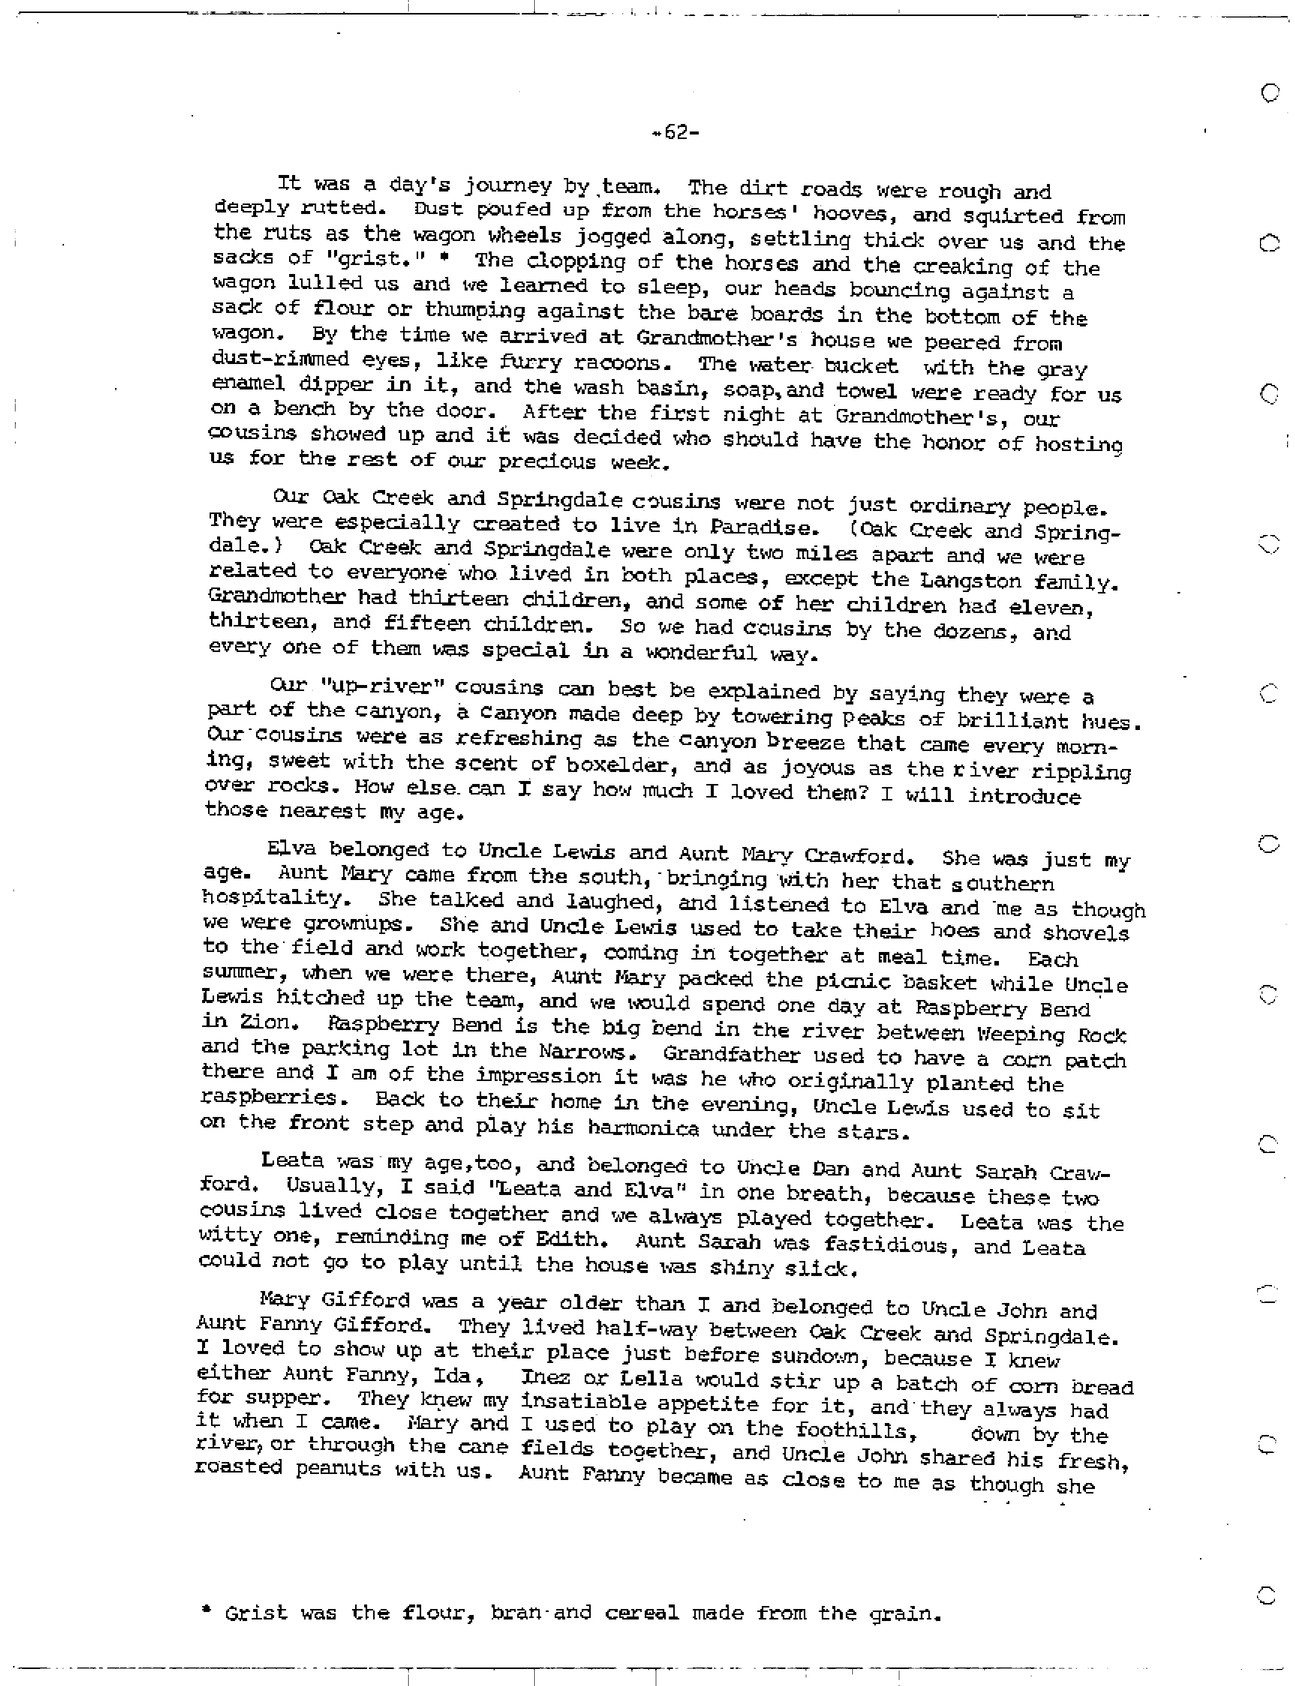 -62-
It was a day's journey by team. The dirt roads were rough and
deeply rutted. Dust poufed up from the horses' hooves, and squirted from
the ruts as the wagon wheels jogged along, settling thick over us and the
sacks of "grist." * The clopping of the horses and the creaking of the
wagon lulled us and we learned to sleep, our heads bouncing against a
sack of flour or thumping against the bare boards in the bottom of the
wagon. By the time we arrived at Grandmother's house we peered from
dust-rimmed eyes, like furry racoons. The water bucket with the gray
enamel dipper in it, and the wash basin, soap, and towel were ready for us
on a bench by the door. After the first night at Grandmother's, our
cousins showed up and it was decided who should have the honor of hosting
us for the rest of our precious week.
Our Oak Creek and Springdale cousins were not just ordinary people.
They were especially created to live in Paradise. (Oak Creek and Spring-
dale.) Oak Creek and Springdale were only two miles apart and we were
related to everyone who lived in both places, except the Langston family.
Grandmother had thirteen children, and some of her children had eleven,
thirteen, and fifteen children. So we had cousins by the dozens, and
every one of them was special in a wonderful way.
Our "up-river" cousins can best be explained by saying they were a
part of the canyon, a canyon made deep by towering peaks of brilliant hues.
Our cousins were as refreshing as the canyon breeze that came every morn-
ing, sweet with the scent of boxelder, and as joyous as the river rippling
over rocks. How else can I say how much I loved them? I will introduce
those nearest my age.
Elva belonged to Uncle Lewis and Aunt Mary Crawford. She was just my
age. Aunt Mary came from the south, bringing with her that southern
hospitality. She talked and laughed, and listened to Elva and me as though
we were grownups. She and Uncle Lewis used to take their hoes and shovels
to the field and work together, coming in together at meal time. Each
summer, when we were there, Aunt Mary packed the picnic basket while Uncle
Lewis hitched up the team, and we would spend one day at Raspberry Bend
in Zion. Raspberry Bend is the big bend in the river between Weeping Rock
and the parking lot in the Narrows. Grandfather used to have a corn patch
there and I am of the impression it was he who originally planted the
raspberries. Back to their home in the evening, Uncle Lewis used to sit
on the front step and play his harmonica under the stars.
Leata was my age, too, and belonged to Uncle Dan and Aunt Sarah Craw-
ford. Usually, I said "Leata and Elva" in one breath, because these two
cousins lived close together and we always played together. Leata was the
witty one, reminding me of Edith. Aunt Sarah was fastidious, and Leata
could not go to play until the house was shiny slick.
Mary Gifford was a year older than I and belonged to Uncle John and
Aunt Fanny Gifford. They lived half-way between Oak Creek and Springdale.
I loved to show up at their place just before sundown, because I knew
either Aunt Fanny, Ida, Inez or Lella would stir up a batch of corn bread
for supper. They knew my insatiable appetite for it, and they always had
it when I came. Mary and I used to play on the foothills, down by the
river, or through the cane fields together, and Uncle John shared his fresh,
roasted peanuts with us. Aunt Fanny became as close to me as though she
* Grist was the flour, bran and cereal made from the grain.